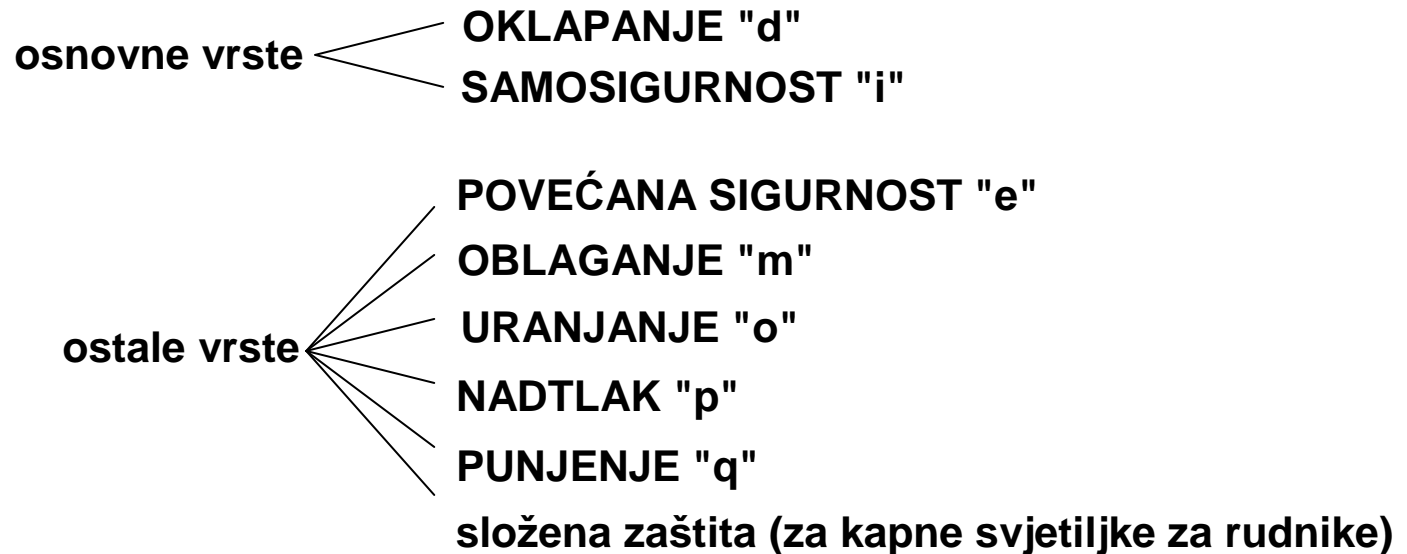 osnovne vrste
OKLAPANJE "d"
SAMOSIGURNOST "i"
ostale vrste
POVEĆANA SIGURNOST "e"
OBLAGANJE "m"
URANJANJE "o"
NADTLAK "p"
PUNJENJE "q"
složena zaštita (za kapne svjetiljke za rudnike)